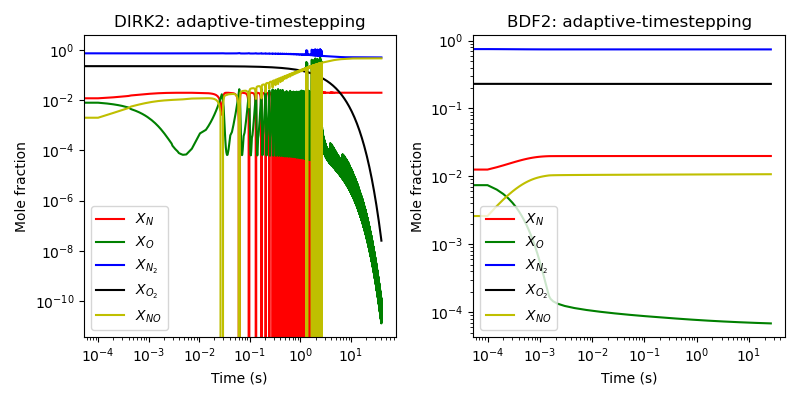 DIRK2: adaptive-timestepping
Mole fraction
10⁰
10⁻²
10⁻⁴
10⁻⁶
10⁻⁸
10⁻¹⁰
X_N
X_O
X_N₂
X_O₂
X_NO
10⁻⁴
10⁻³
10⁻²
10⁻¹
10⁰
10¹
Time (s)
BDF2: adaptive-timestepping
Mole fraction
10⁰
10⁻¹
10⁻²
10⁻³
10⁻⁴
X_N
X_O
X_N₂
X_O₂
X_NO
10⁻⁴
10⁻³
10⁻²
10⁻¹
10⁰
10¹
Time (s)